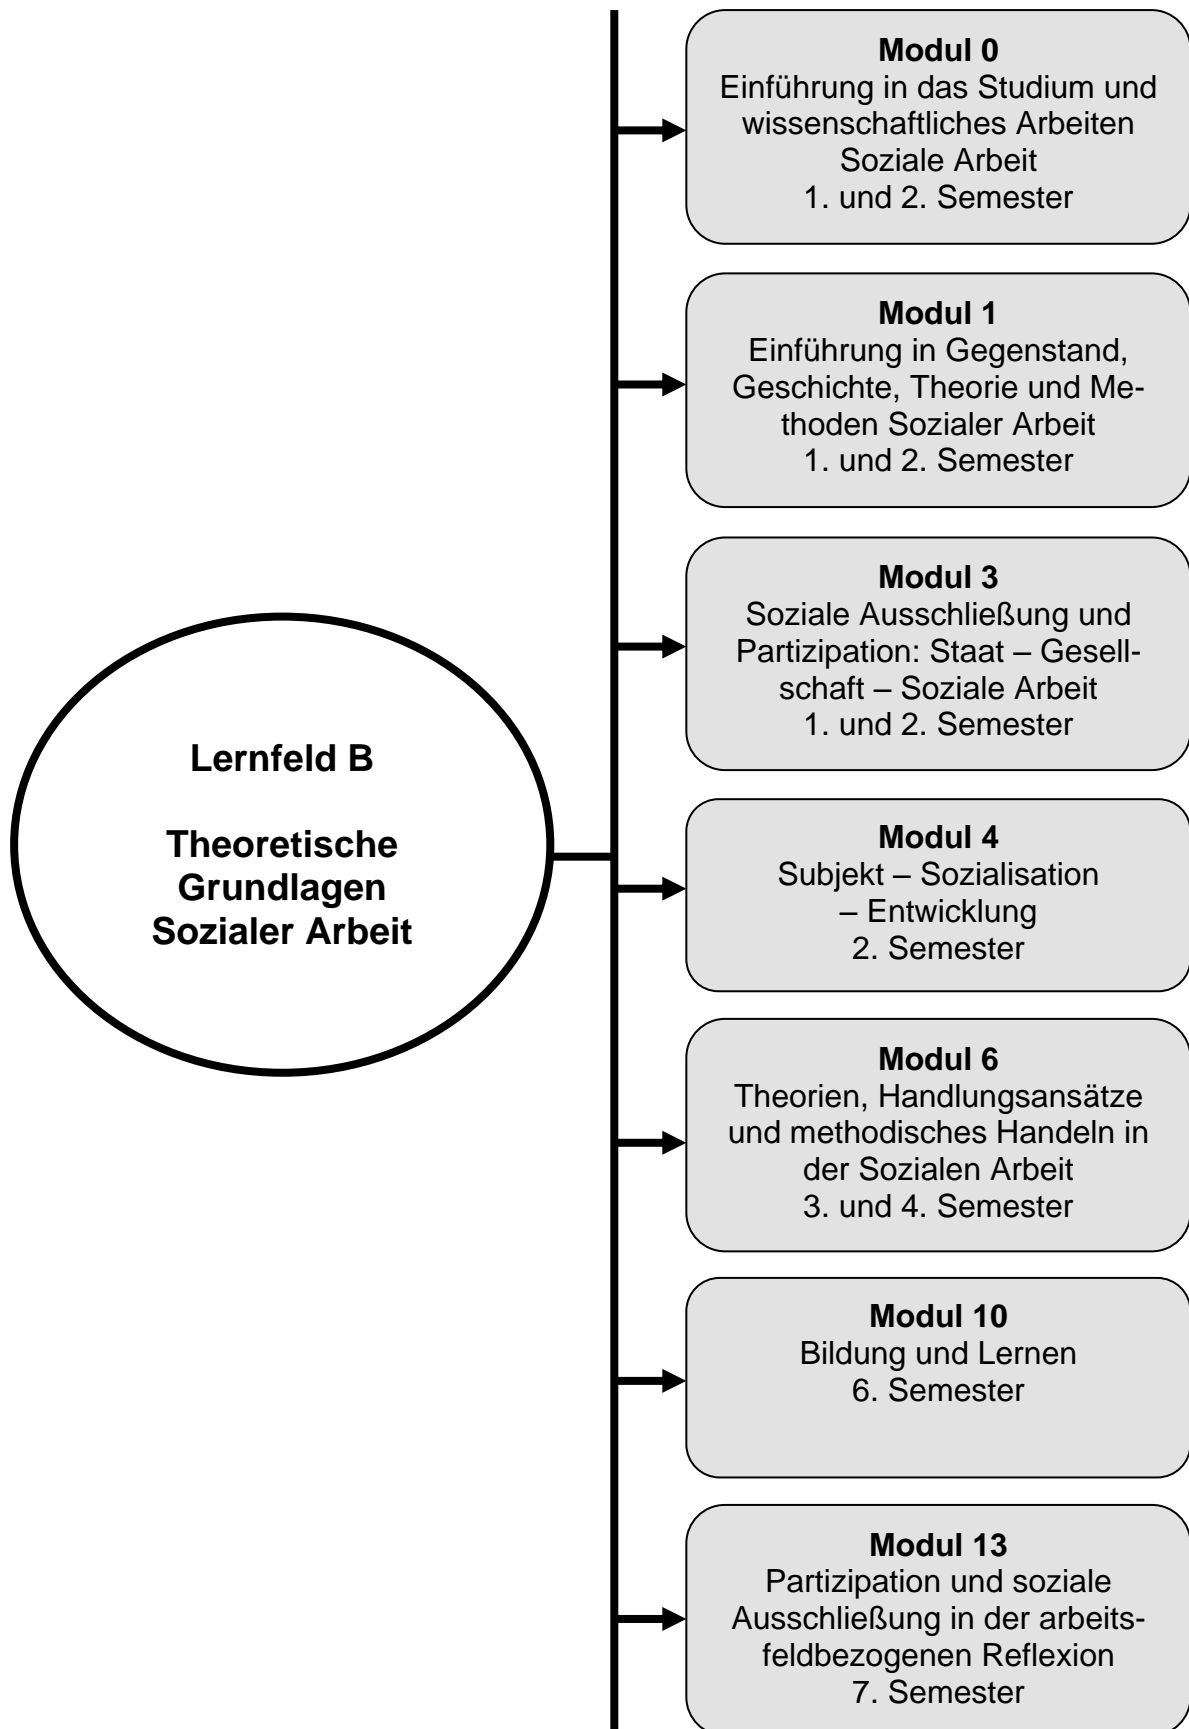 Modul 0
Einführung in das Studium und
wissenschaftliches Arbeiten
Soziale Arbeit
1. und 2. Semester
Modul 1
Einführung in Gegenstand,
Geschichte, Theorie und Me-
thoden Sozialer Arbeit
1. und 2. Semester
Modul 3
Soziale Ausschließung und
Partizipation: Staat – Gesell-
schaft – Soziale Arbeit
1. und 2. Semester
Lernfeld B
Theoretische
Grundlagen
Sozialer Arbeit
Modul 4
Subjekt – Sozialisation
– Entwicklung
2. Semester
Modul 6
Theorien, Handlungsansätze
und methodisches Handeln in
der Sozialen Arbeit
3. und 4. Semester
Modul 10
Bildung und Lernen
6. Semester
Modul 13
Partizipation und soziale
Ausschließung in der arbeits-
feldbezogenen Reflexion
7. Semester